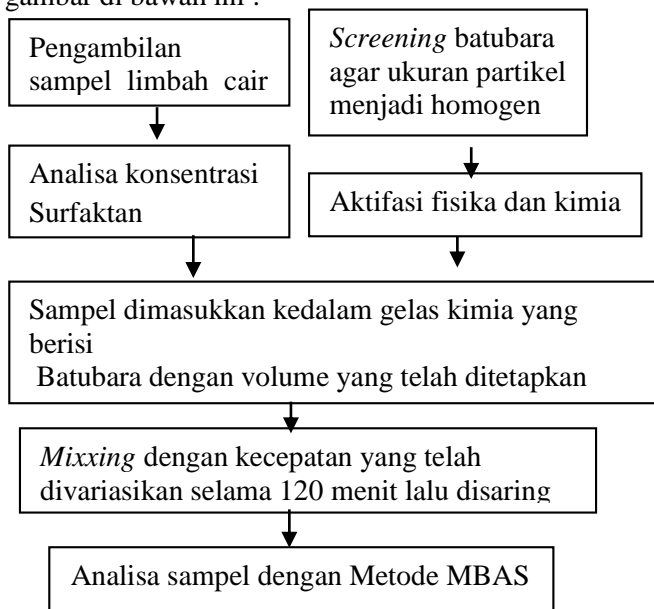 gambar di bawah ini :
Pengambilan
sampel limbah cair
Screening batubara
agar ukuran partikel
menjadi homogen
Analisa konsentrasi
Surfaktan
Aktifasi fisika dan kimia
Sampel dimasukkan kedalam gelas kimia yang
berisi
Batubara dengan volume yang telah ditetapkan
Mixxing dengan kecepatan yang telah
divariasikan selama 120 menit lalu disaring
Analisa sampel dengan Metode MBAS